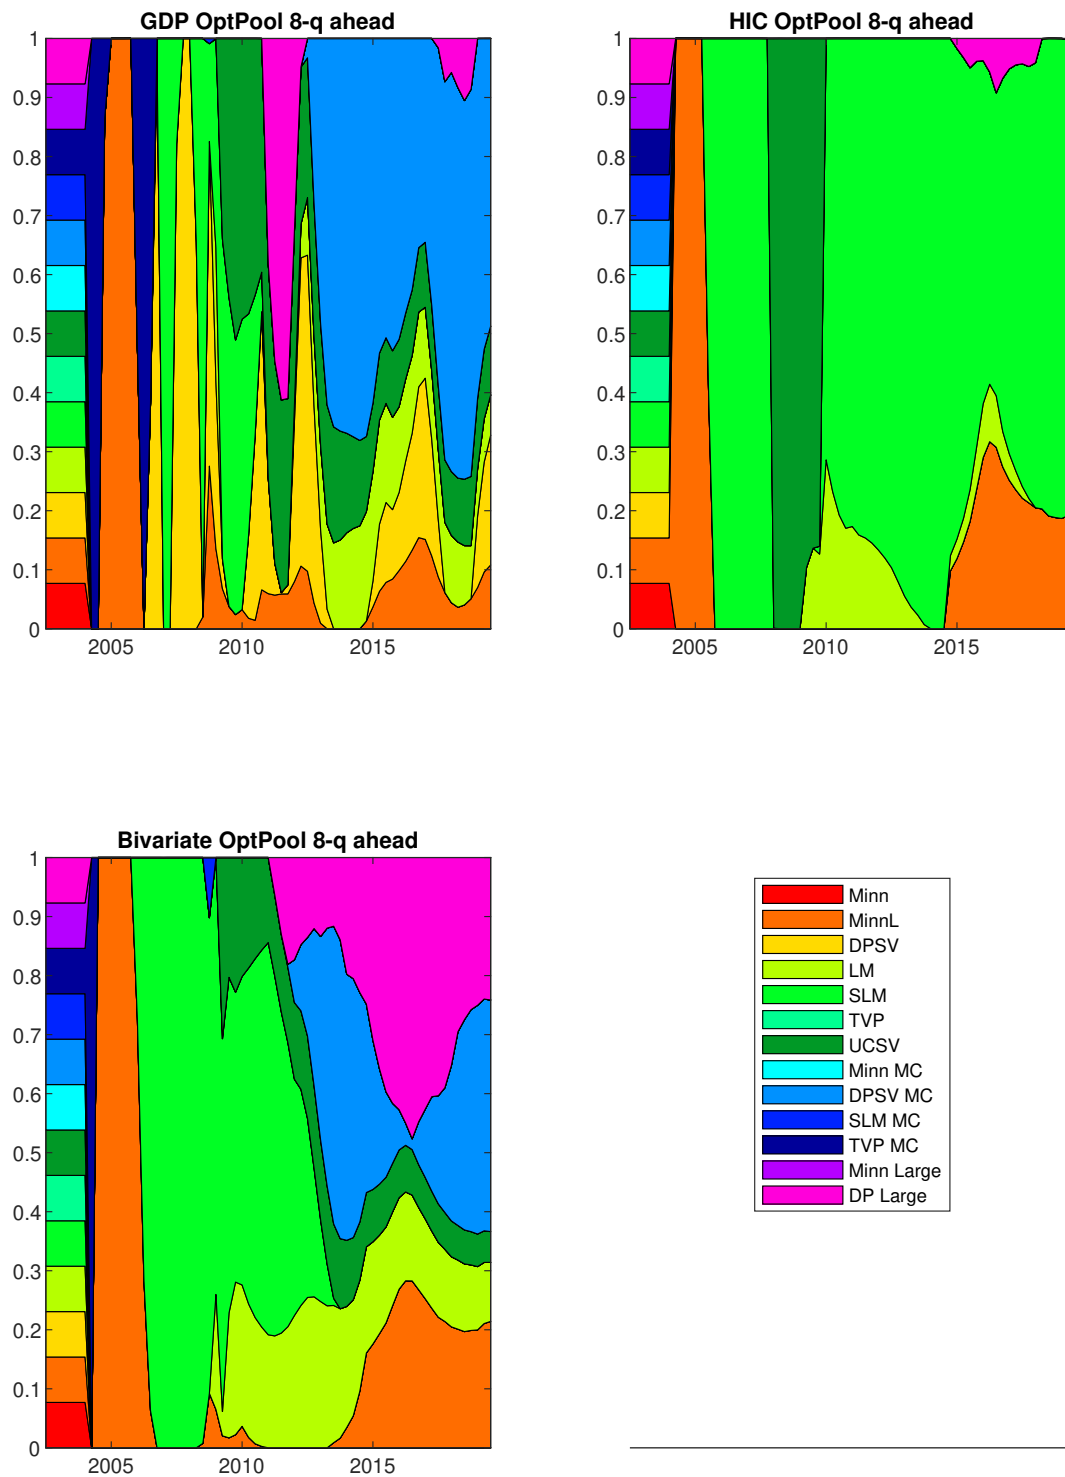 GDP OptPool 8-q ahead
1
0.9
0.8
0.7
0.6
0.5
0.4
0.3
0.2
0.1
0
2005 2010 2015
HIC OptPool 8-q ahead
1
0.9
0.8
0.7
0.6
0.5
0.4
0.3
0.2
0.1
0
2005 2010 2015
Bivariate OptPool 8-q ahead
1
0.9
0.8
0.7
0.6
0.5
0.4
0.3
0.2
0.1
0
2005 2010 2015
Minn
MinnL
DPSV
LM
SLM
TVP
UCSV
Minn MC
DPSV MC
SLM MC
TVP MC
Minn Large
DP Large